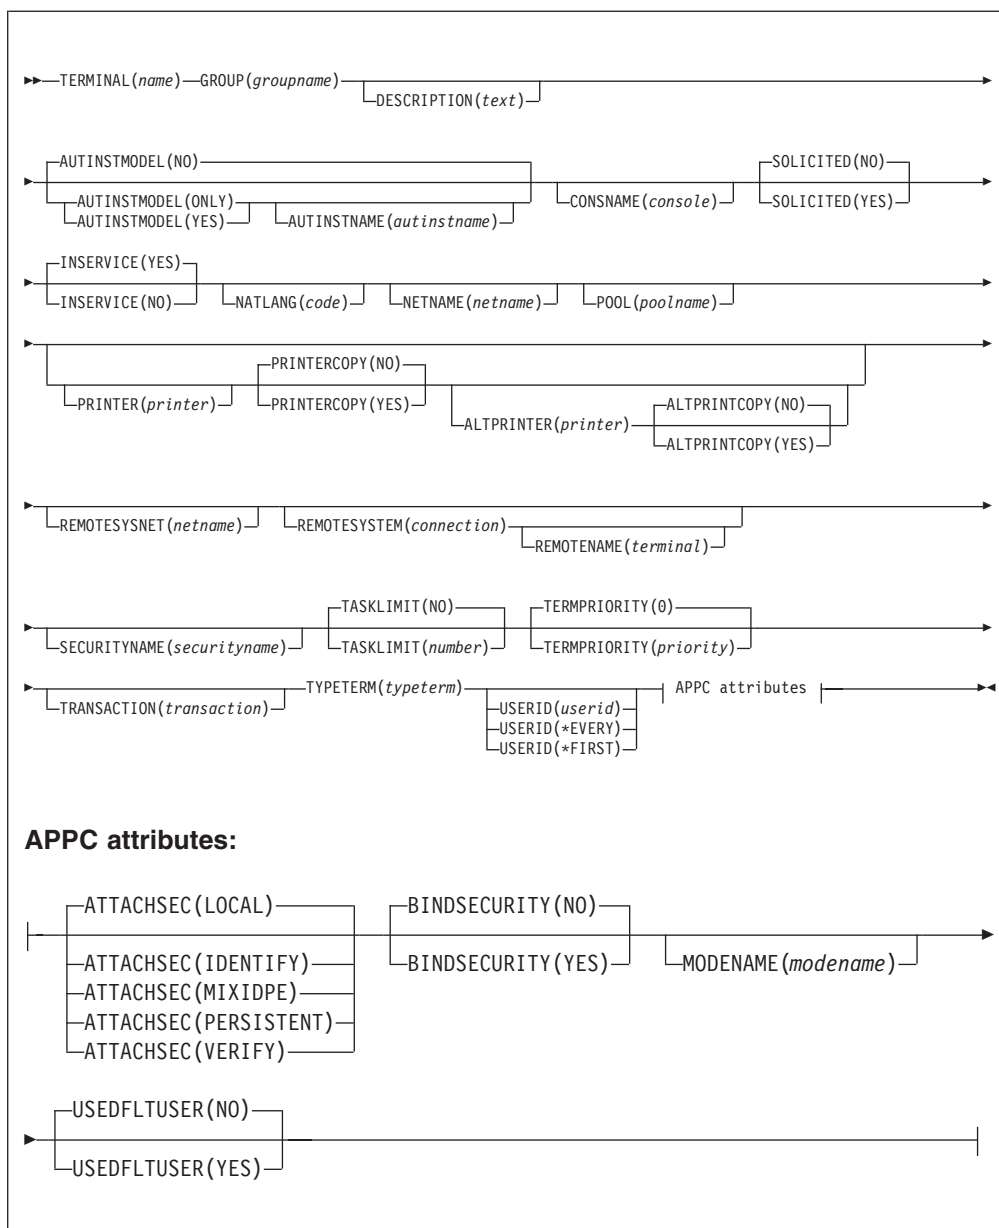 TERMINAL(name) GROUP(groupname)
DESCRIPTION(text)
AUTINSTMODEL(NO)
AUTINSTMODEL(ONLY)
AUTINSTMODEL(YES)
AUTINSTNAME(autinstname)
CONSNAME(console)
SOLICITED(NO)
SOLICITED(YES)
INSERVICE(YES)
INSERVICE(NO)
NATLANG(code)
NETNAME(netname)
POOL(poolname)
PRINTER(printer)
PRINTERCOPY(NO)
PRINTERCOPY(YES)
ALTPRINTER(printer)
ALTPRINTCOPY(NO)
ALTPRINTCOPY(YES)
REMOTESYSNET(netname)
REMOTESYSTEM(connection)
REMOTENAME(terminal)
SECURITYNAME(securityname)
TASKLIMIT(NO)
TASKLIMIT(number)
TERMPRIORITY(0)
TERMPRIORITY(priority)
TRANSACTION(transaction)
TYPETERM(typeterm)
USERID(userid)
USERID(*EVERY)
USERID(*FIRST)
APPC attributes
APPC attributes:
ATTACHSEC(LOCAL)
ATTACHSEC(IDENTIFY)
ATTACHSEC(MIXIDPE)
ATTACHSEC(PERSISTENT)
ATTACHSEC(VERIFY)
BINDSECURITY(NO)
BINDSECURITY(YES)
MODENAME(modename)
USEDFLTUSER(NO)
USEDFLTUSER(YES)